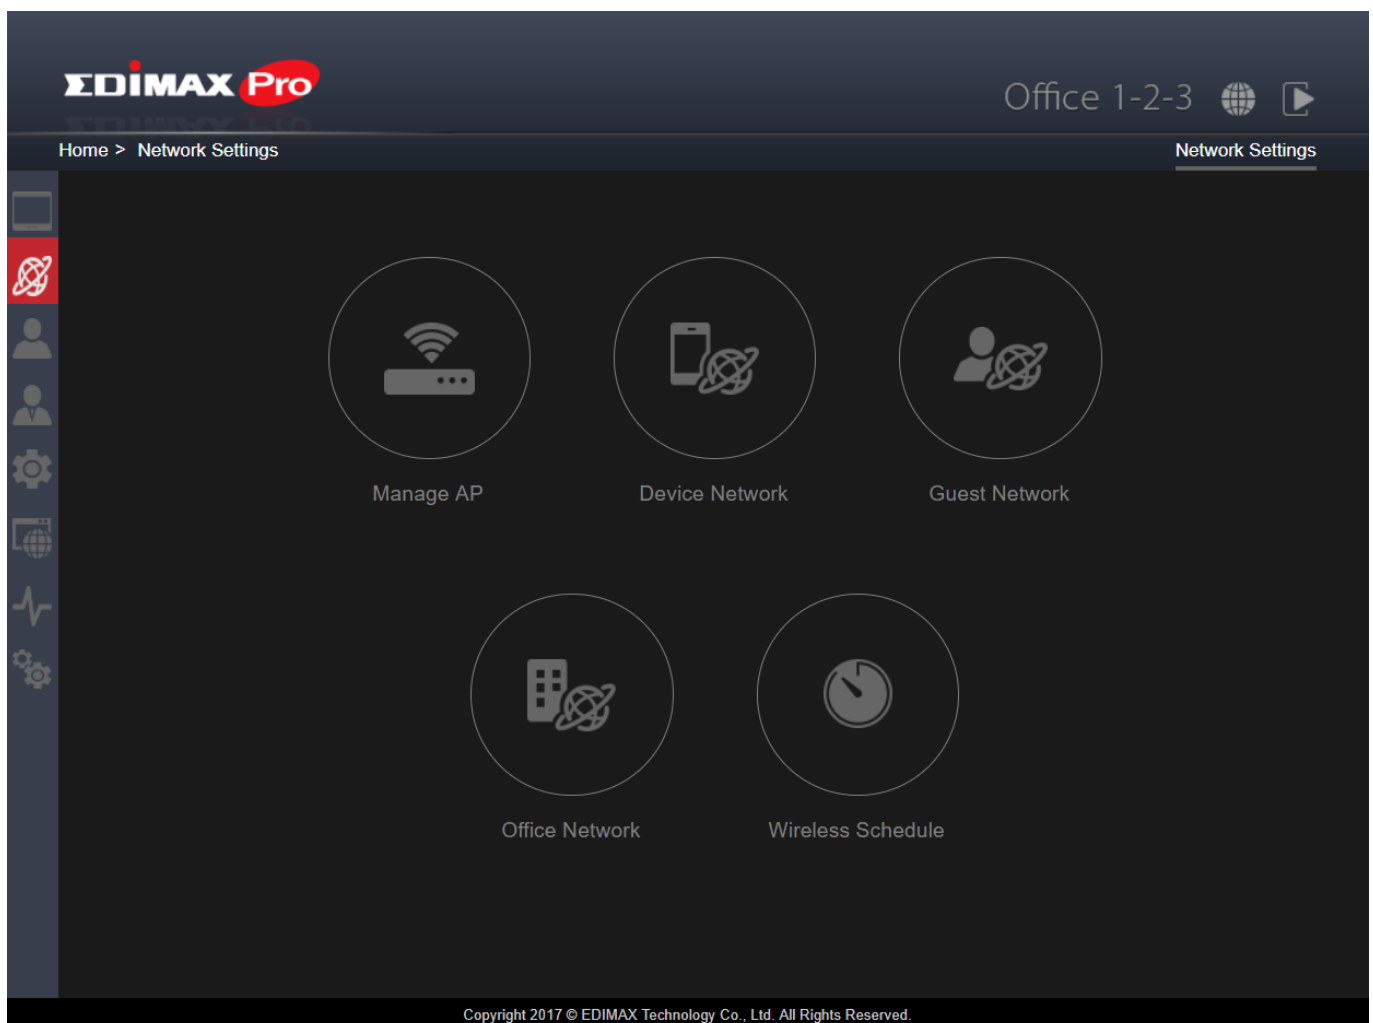 EDIMAX Pro
Office 1-2-3
Home > Network Settings
Network Settings
Manage AP
Device Network
Guest Network
Office Network
Wireless Schedule
Copyright 2017 © EDIMAX Technology Co., Ltd. All Rights Reserved.